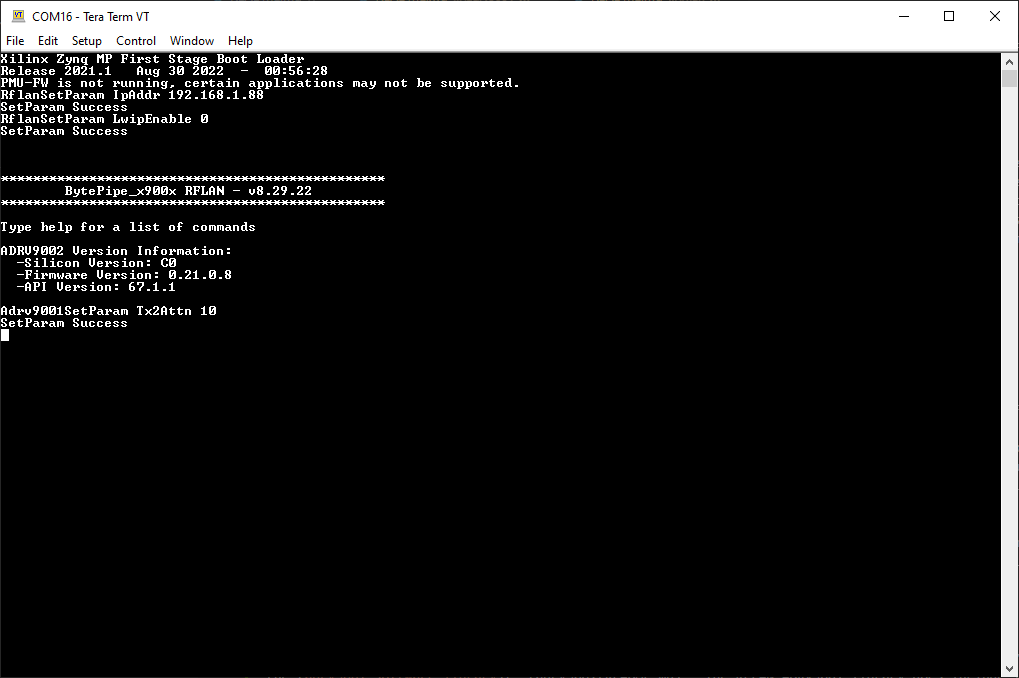 COM16 - Tera Term VT
File Edit Setup Control Window Help
Xilinx Zynq MP First Stage Boot Loader
Release 2021.1   Aug 30 2022  -  00:56:28
PMU-FW is not running, certain applications may not be supported.
RflanSetParam IpAddr 192.168.1.88
SetParam Success
RflanSetParam LwipEnable 0
SetParam Success
************************************************
        BytePipe_x900x RFLAN - v8.29.22
************************************************
Type help for a list of commands
ADRV9002 Version Information:
  -Silicon Version: C0
  -Firmware Version: 0.21.0.8
  -API Version: 67.1.1
Adrv9001SetParam Tx2Attn 10
SetParam Success